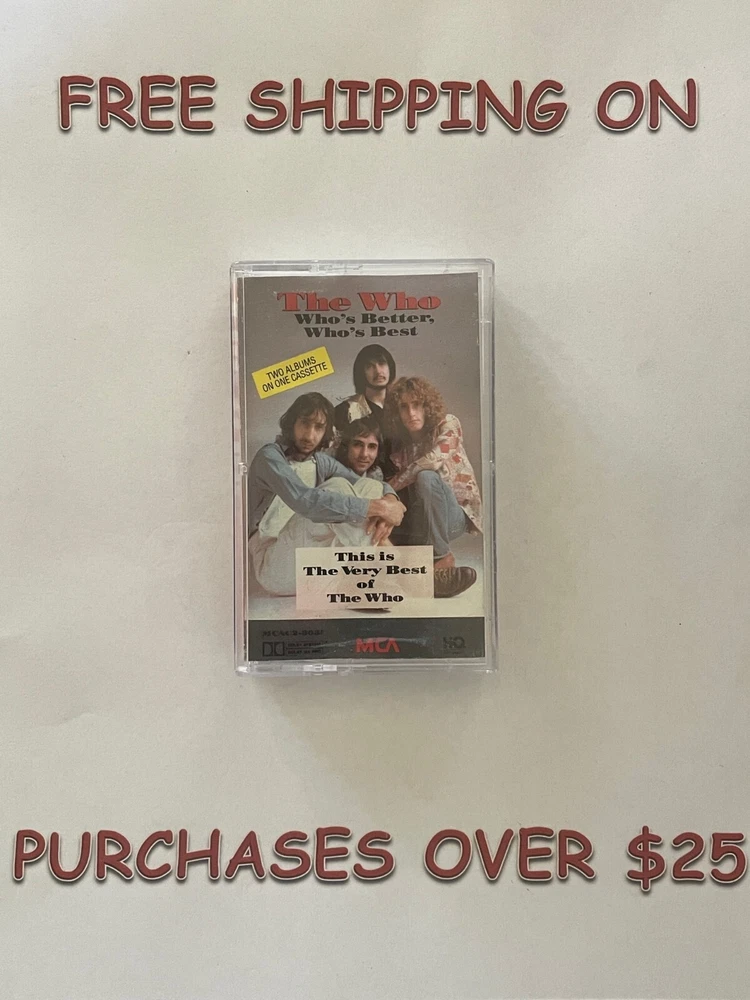 FREE SHIPPING ON
The Who
Who's Better,
Who's Best
TWO ALBUMS
ON ONE CASSETTE
This is
The Very Best
of
The Who
MCA
HQ
PURCHASES OVER $25